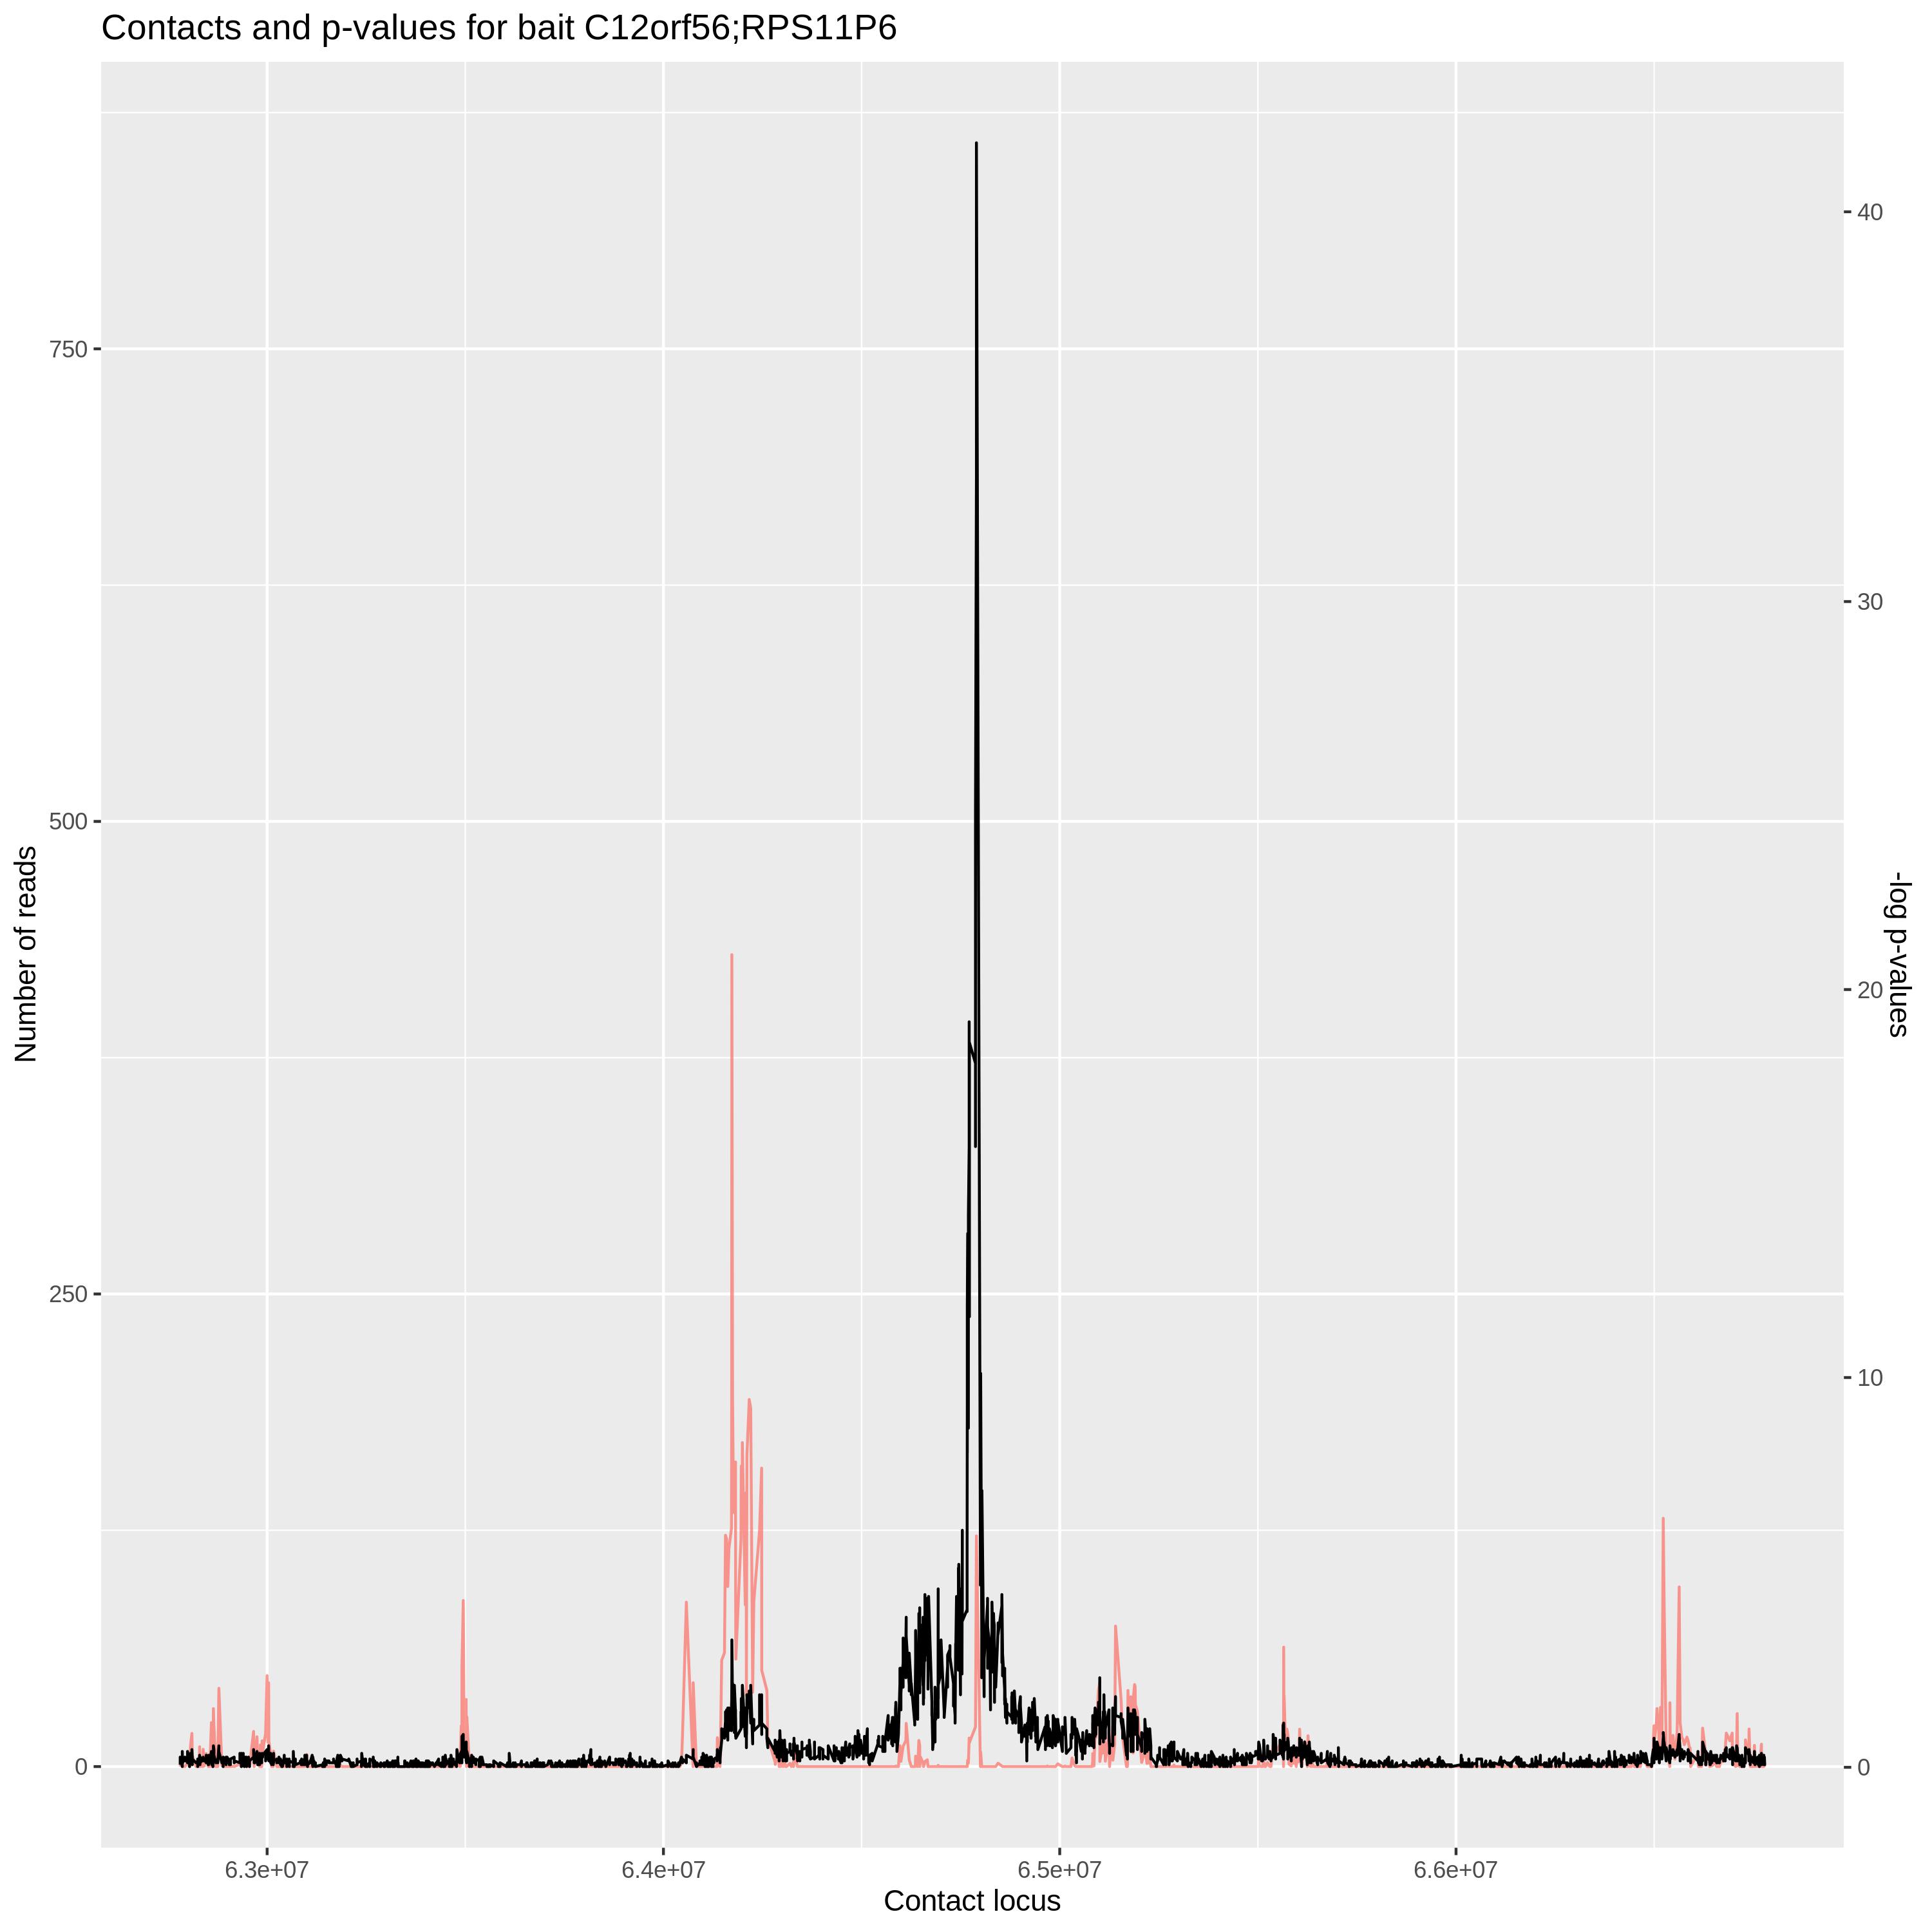 Contacts and p-values for bait C12orf56;RPS11P6
Number of reads
750
500
250
0
40
30
20
10
0
-log p-values
6.3e+07
6.4e+07
6.5e+07
6.6e+07
Contact locus